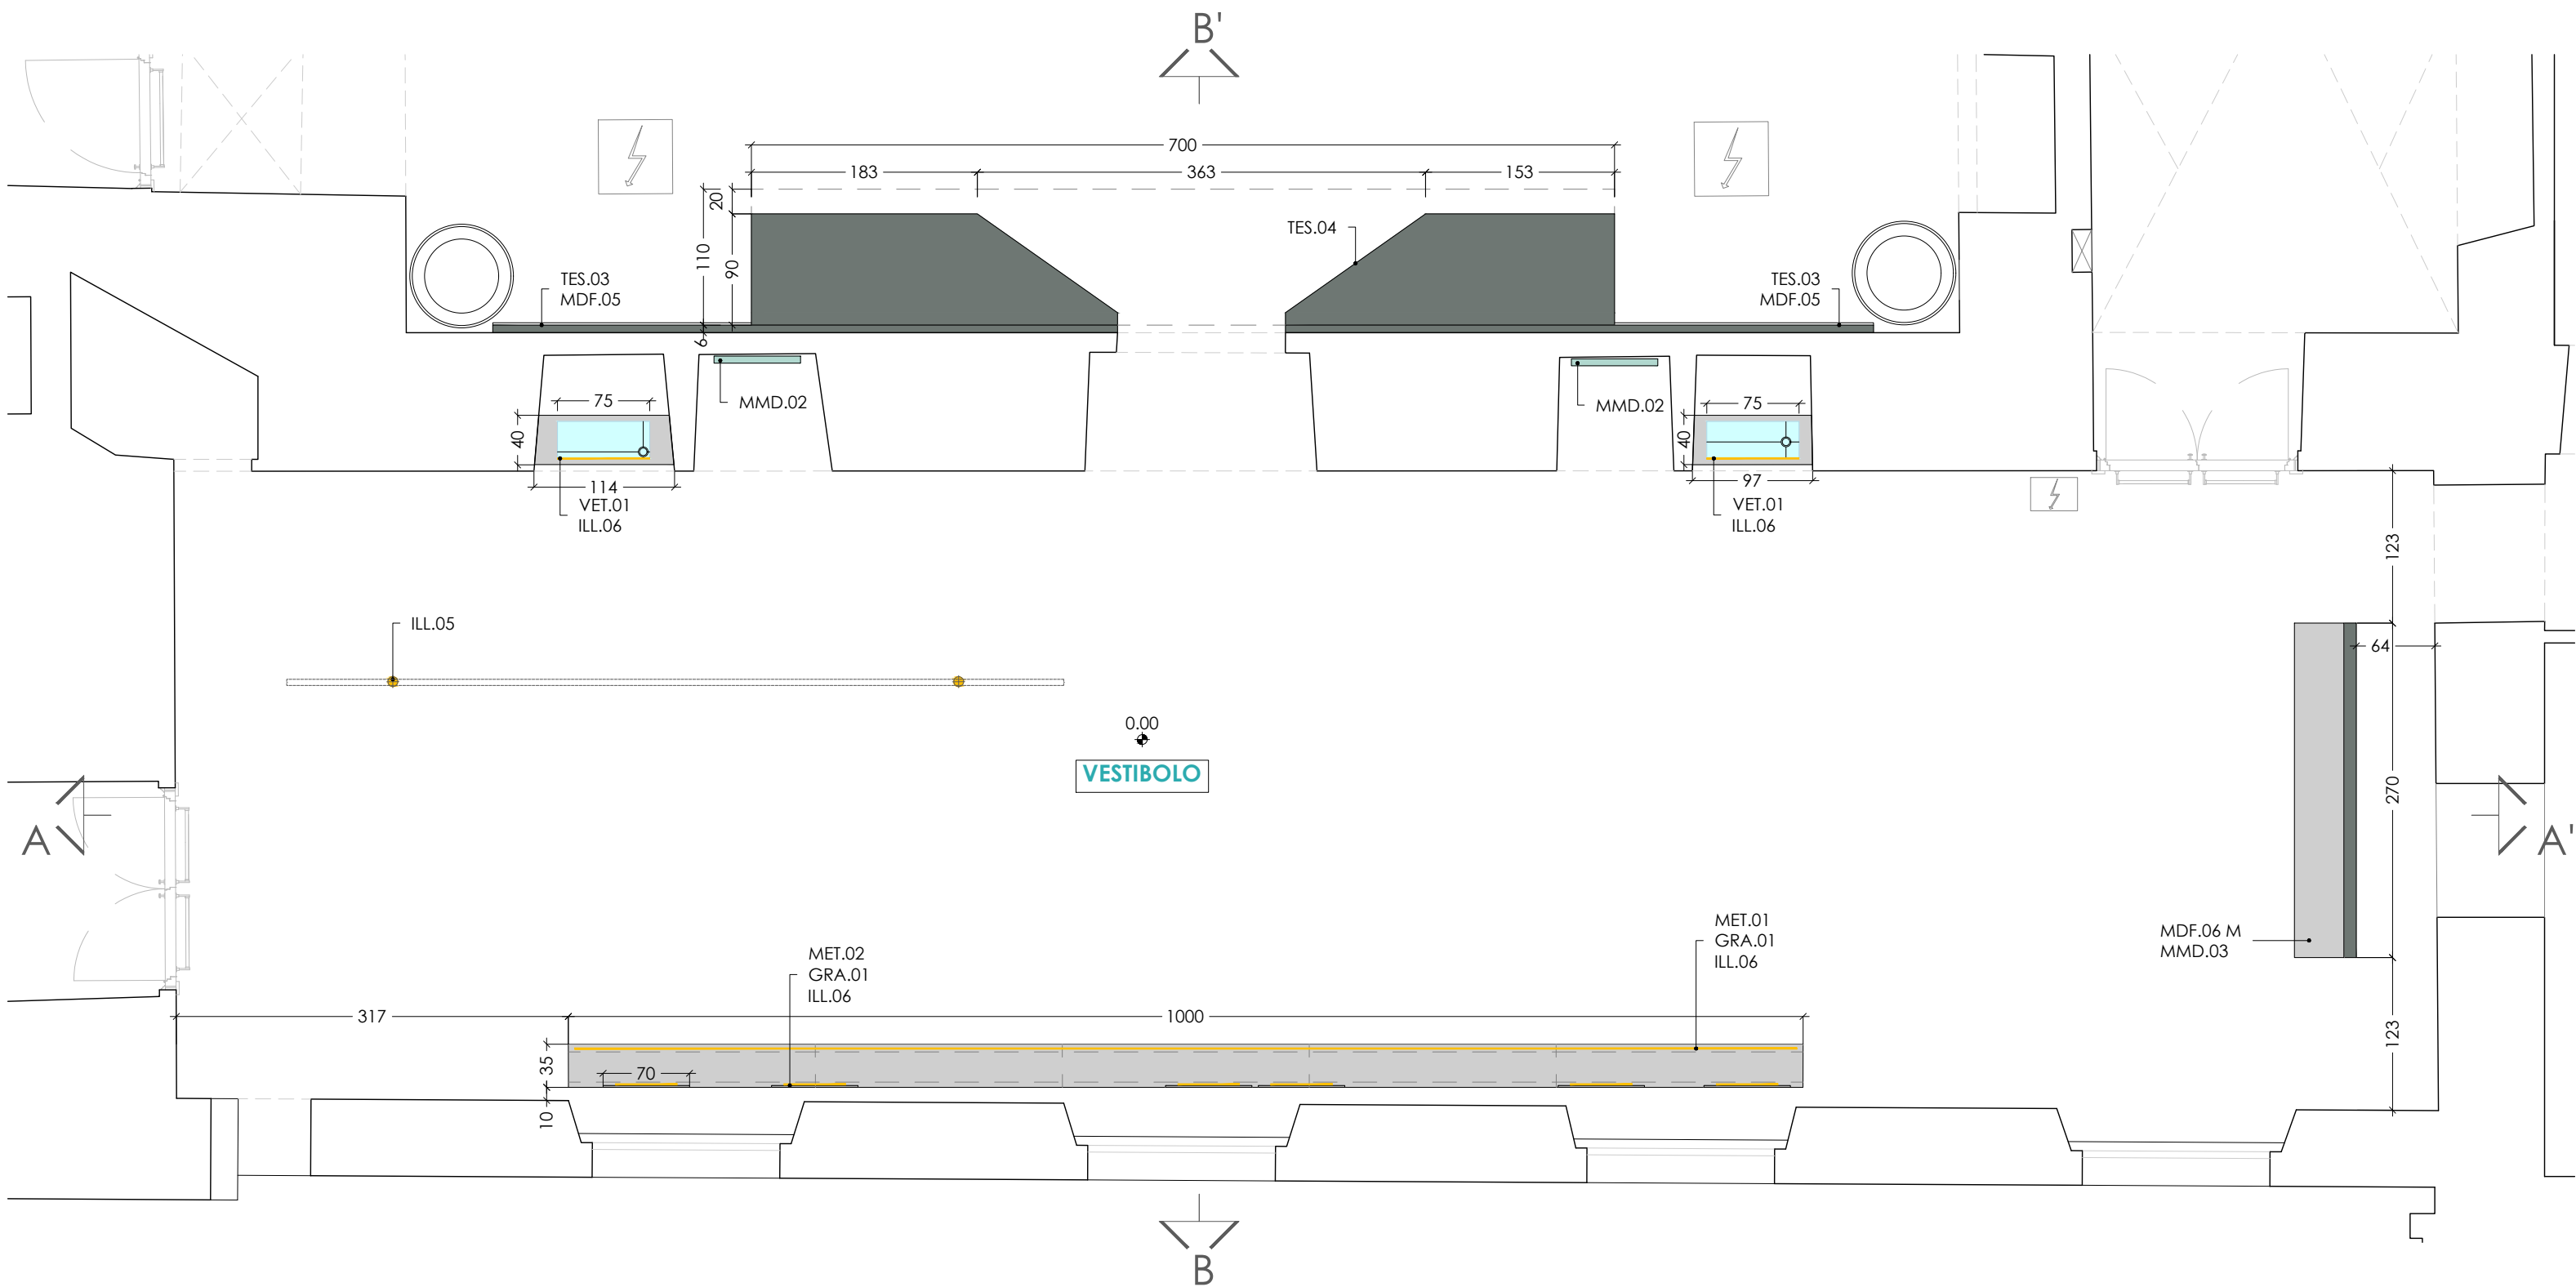 B'
700
183
363
153
20
110
90
6
TES.04
TES.03
MDF.05
TES.03
MDF.05
MMD.02
MMD.02
75
40
114
VET.01
ILL.06
75
40
97
VET.01
ILL.06
123
ILL.05
64
0.00
VESTIBOLO
270
A
A'
MET.01
GRA.01
ILL.06
MDF.06 M
MMD.03
MET.02
GRA.01
ILL.06
317
1000
35
70
10
123
B